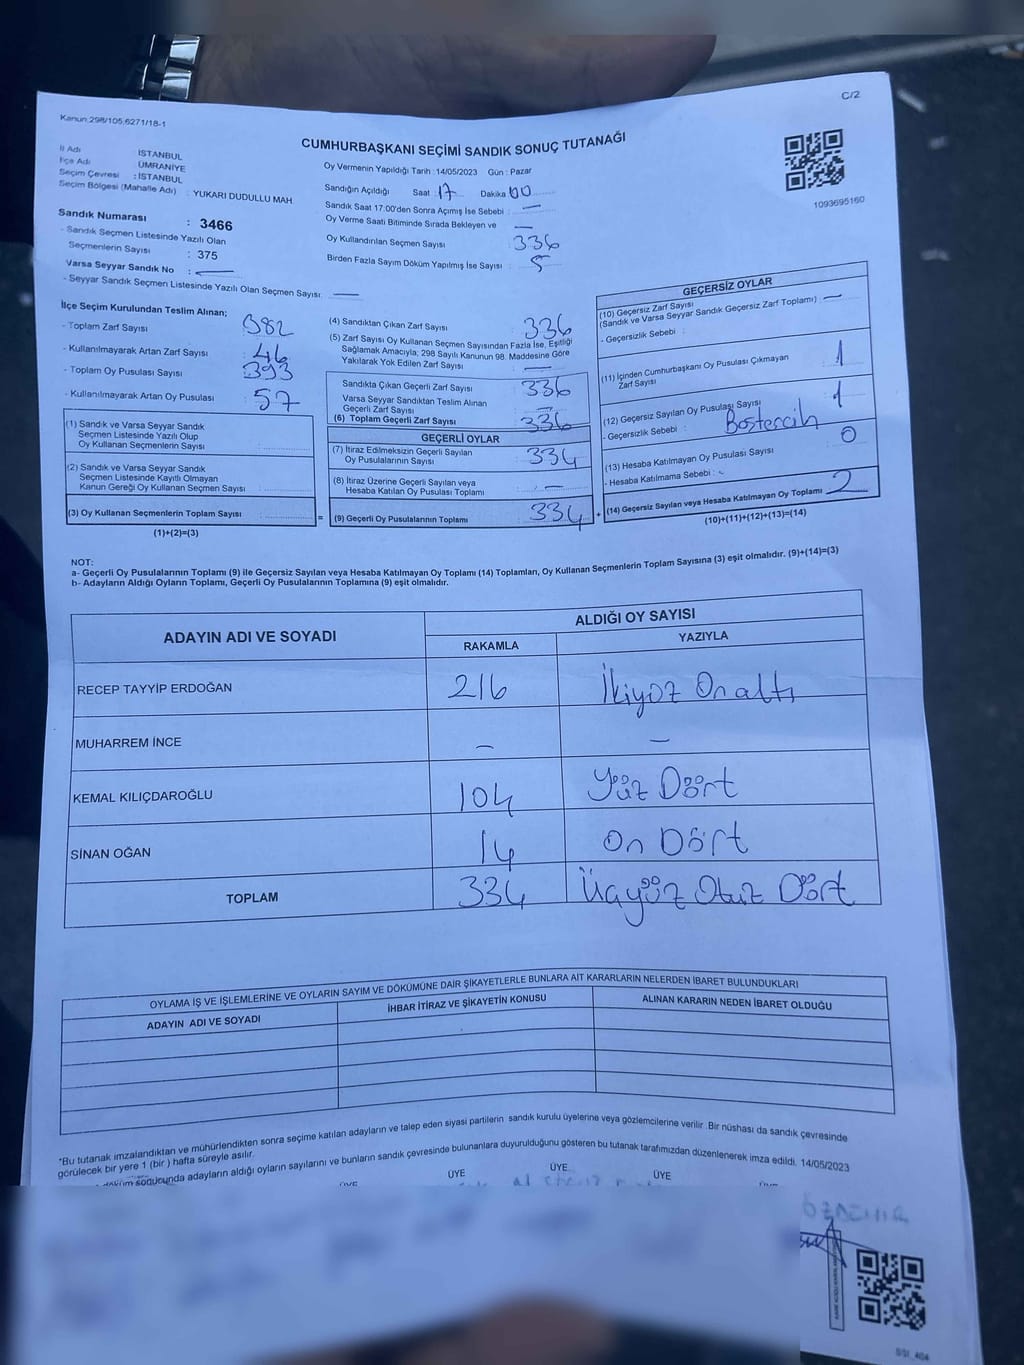 C/2
Kanun.298/105;6271/18-1
CUMHURBAŞKANI SEÇİMİ SANDIK SONUÇ TUTANAĞI
İl Adı : İSTANBUL
İlçe Adı : ÜMRANİYE
Seçim Çevresi : İSTANBUL
Seçim Bölgesi (Mahalle Adı) : YUKARI DUDULLU MAH.
Oy Vermenin Yapıldığı Tarih : 14/05/2023 Gün : Pazar
Sandığın Açıldığı Saat 17 Dakika 00
Sandık Saat 17.00'den Sonra Açımış İse Sebebi : —
Oy Verme Saati Bitiminde Sırada Bekleyen ve —
Oy Kullandırılan Seçmen Sayısı 336
Birden Fazla Sayım Döküm Yapılmış İse Sayısı :
1093695160
Sandık Numarası : 3466
- Sandık Seçmen Listesinde Yazılı Olan
Seçmenlerin Sayısı : 375
Varsa Seyyar Sandık No : —
- Seyyar Sandık Seçmen Listesinde Yazılı Olan Seçmen Sayısı: —
İlçe Seçim Kurulundan Teslim Alınan;
- Toplam Zarf Sayısı 382
- Kullanılmayarak Artan Zarf Sayısı : 46
- Toplam Oy Pusulası Sayısı : 393
- Kullanılmayarak Artan Oy Pusulası : 57
(1) Sandık ve Varsa Seyyar Sandık
Seçmen Listesinde Yazılı Olup
Oy Kullanan Seçmenlerin Sayısı :
(2) Sandık ve Varsa Seyyar Sandık
Seçmen Listesinde Kayıtlı Olmayan
Kanun Gereği Oy Kullanan Seçmen Sayısı :
(3) Oy Kullanan Seçmenlerin Toplam Sayısı :
(1)+(2)=(3)
(4) Sandıktan Çıkan Zarf Sayısı 336
(5) Zarf Sayısı Oy Kullanan Seçmen Sayısından Fazla İse, Eşitliği
Sağlamak Amacıyla, 298 Sayılı Kanunun 98. Maddesine Göre
Yakılarak Yok Edilen Zarf Sayısı : —
Sandıkta Çıkan Geçerli Zarf Sayısı : 336
Varsa Seyyar Sandıktan Teslim Alınan
Geçerli Zarf Sayısı : —
(6) Toplam Geçerli Zarf Sayısı : 336
GEÇERLİ OYLAR
(7) İtiraz Edilmeksizin Geçerli Sayılan
Oy Pusulalarının Sayısı : 334
(8) İtiraz Üzerine Geçerli Sayılan veya
Hesaba Katılan Oy Pusulası Toplamı : —
= (9) Geçerli Oy Pusulalarının Toplamı 334
GEÇERSİZ OYLAR
(10) Geçersiz Zarf Sayısı
(Sandık ve Varsa Seyyar Sandık Geçersiz Zarf Toplamı) —
- Geçersizlik Sebebi :
(11) İçinden Cumhurbaşkanı Oy Pusulası Çıkmayan
Zarf Sayısı 1
(12) Geçersiz Sayılan Oy Pusulası Sayısı 1
- Geçersizlik Sebebi : Bostercih
(13) Hesaba Katılmayan Oy Pusulası Sayısı 0
- Hesaba Katılmama Sebebi :
+ (14) Geçersiz Sayılan veya Hesaba Katılmayan Oy Toplamı 2
(10)+(11)+(12)+(13)=(14)
NOT:
a- Geçerli Oy Pusulalarının Toplamı (9) ile Geçersiz Sayılan veya Hesaba Katılmayan Oy Toplamı (14) Toplamları, Oy Kullanan Seçmenlerin Toplam Sayısına (3) eşit olmalıdır. (9)+(14)=(3)
b- Adayların Aldığı Oyların Toplamı, Geçerli Oy Pusulalarının Toplamına (9) eşit olmalıdır.
ADAYIN ADI VE SOYADI
ALDIĞI OY SAYISI
RAKAMLA YAZIYLA
RECEP TAYYİP ERDOĞAN 216 İkiyüz Onaltı
MUHARREM İNCE — —
KEMAL KILIÇDAROĞLU 104 Yüz Dört
SİNAN OĞAN 14 On Dört
TOPLAM 334 Üçyüz Otuz Dört
OYLAMA İŞ VE İŞLEMLERİNE VE OYLARIN SAYIM VE DÖKÜMÜNE DAİR ŞİKAYETLERLE BUNLARA AİT KARARLARIN NELERDEN İBARET BULUNDUKLARI
ADAYIN ADI VE SOYADI İHBAR İTİRAZ VE ŞİKAYETİN KONUSU ALINAN KARARIN NEDEN İBARET OLDUĞU
*Bu tutanak imzalandıktan ve mühürlendikten sonra seçime katılan adayların ve talep eden siyasi partilerin sandık kurulu üyelerine veya gözlemcilerine verilir. Bir nüshası da sandık çevresinde
görülecek bir yere 1 (bir) hafta süreyle asılır.
döküm sonucunda adayların aldığı oyların sayılarını ve bunların sandık çevresinde bulunanlara duyurulduğunu gösteren bu tutanak tarafımızdan düzenlenerek imza edildi. 14/05/2023
ÜYE ÜYE ÜYE ÜYE